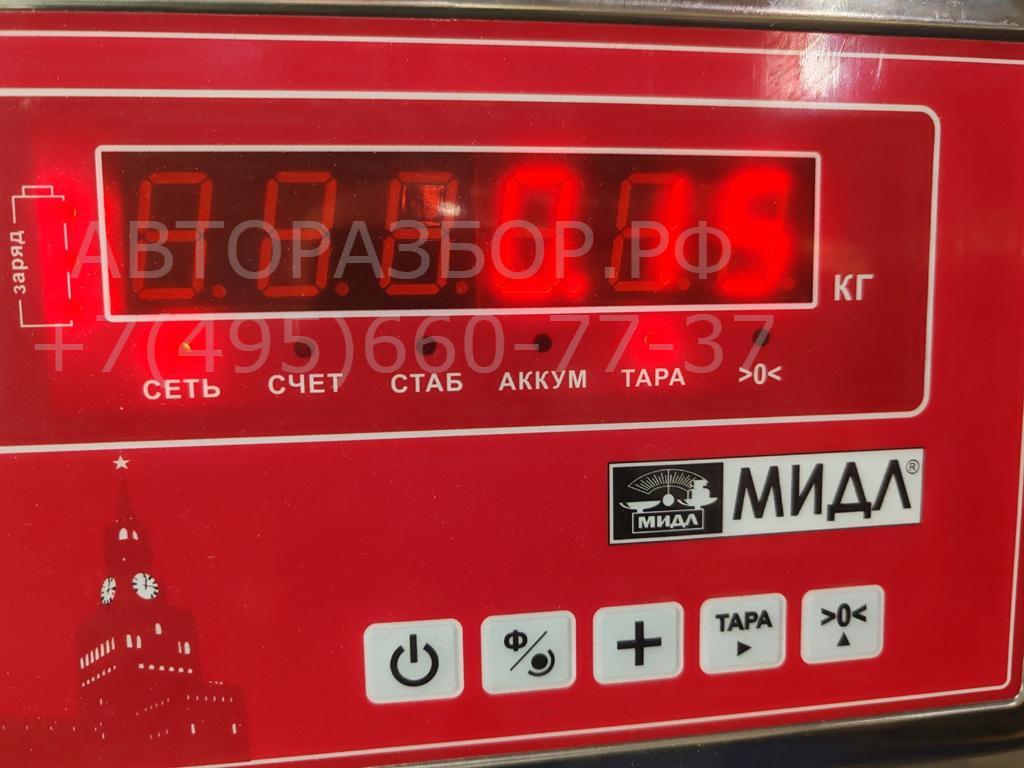 заряд
0.15
КГ
АВТОРАЗБОР.РФ
+7(495)660-77-37
СЕТЬ СЧЕТ СТАБ АККУМ ТАРА >0<
МИДЛ МИДЛ®
Ф/ + ТАРА >0<